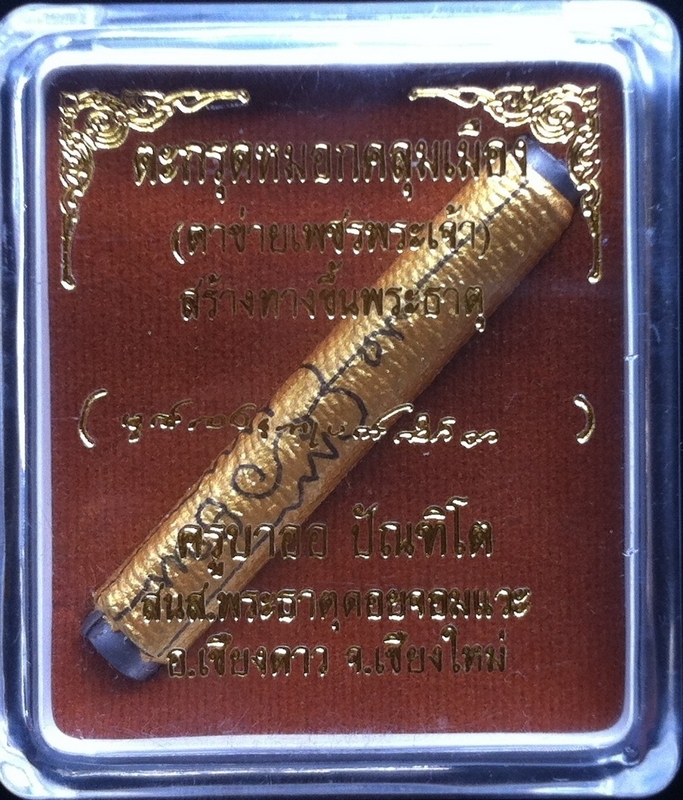 ตะกรุดหมอกคลุมเมือง
(ตาข่ายเพชรพระเจ้า)
สร้างทางขึ้นพระธาตุ
ครูบาออ ปัณฑิโต
สนส.พระธาตุดอยจอมแวะ
อ.เชียงดาว จ.เชียงใหม่